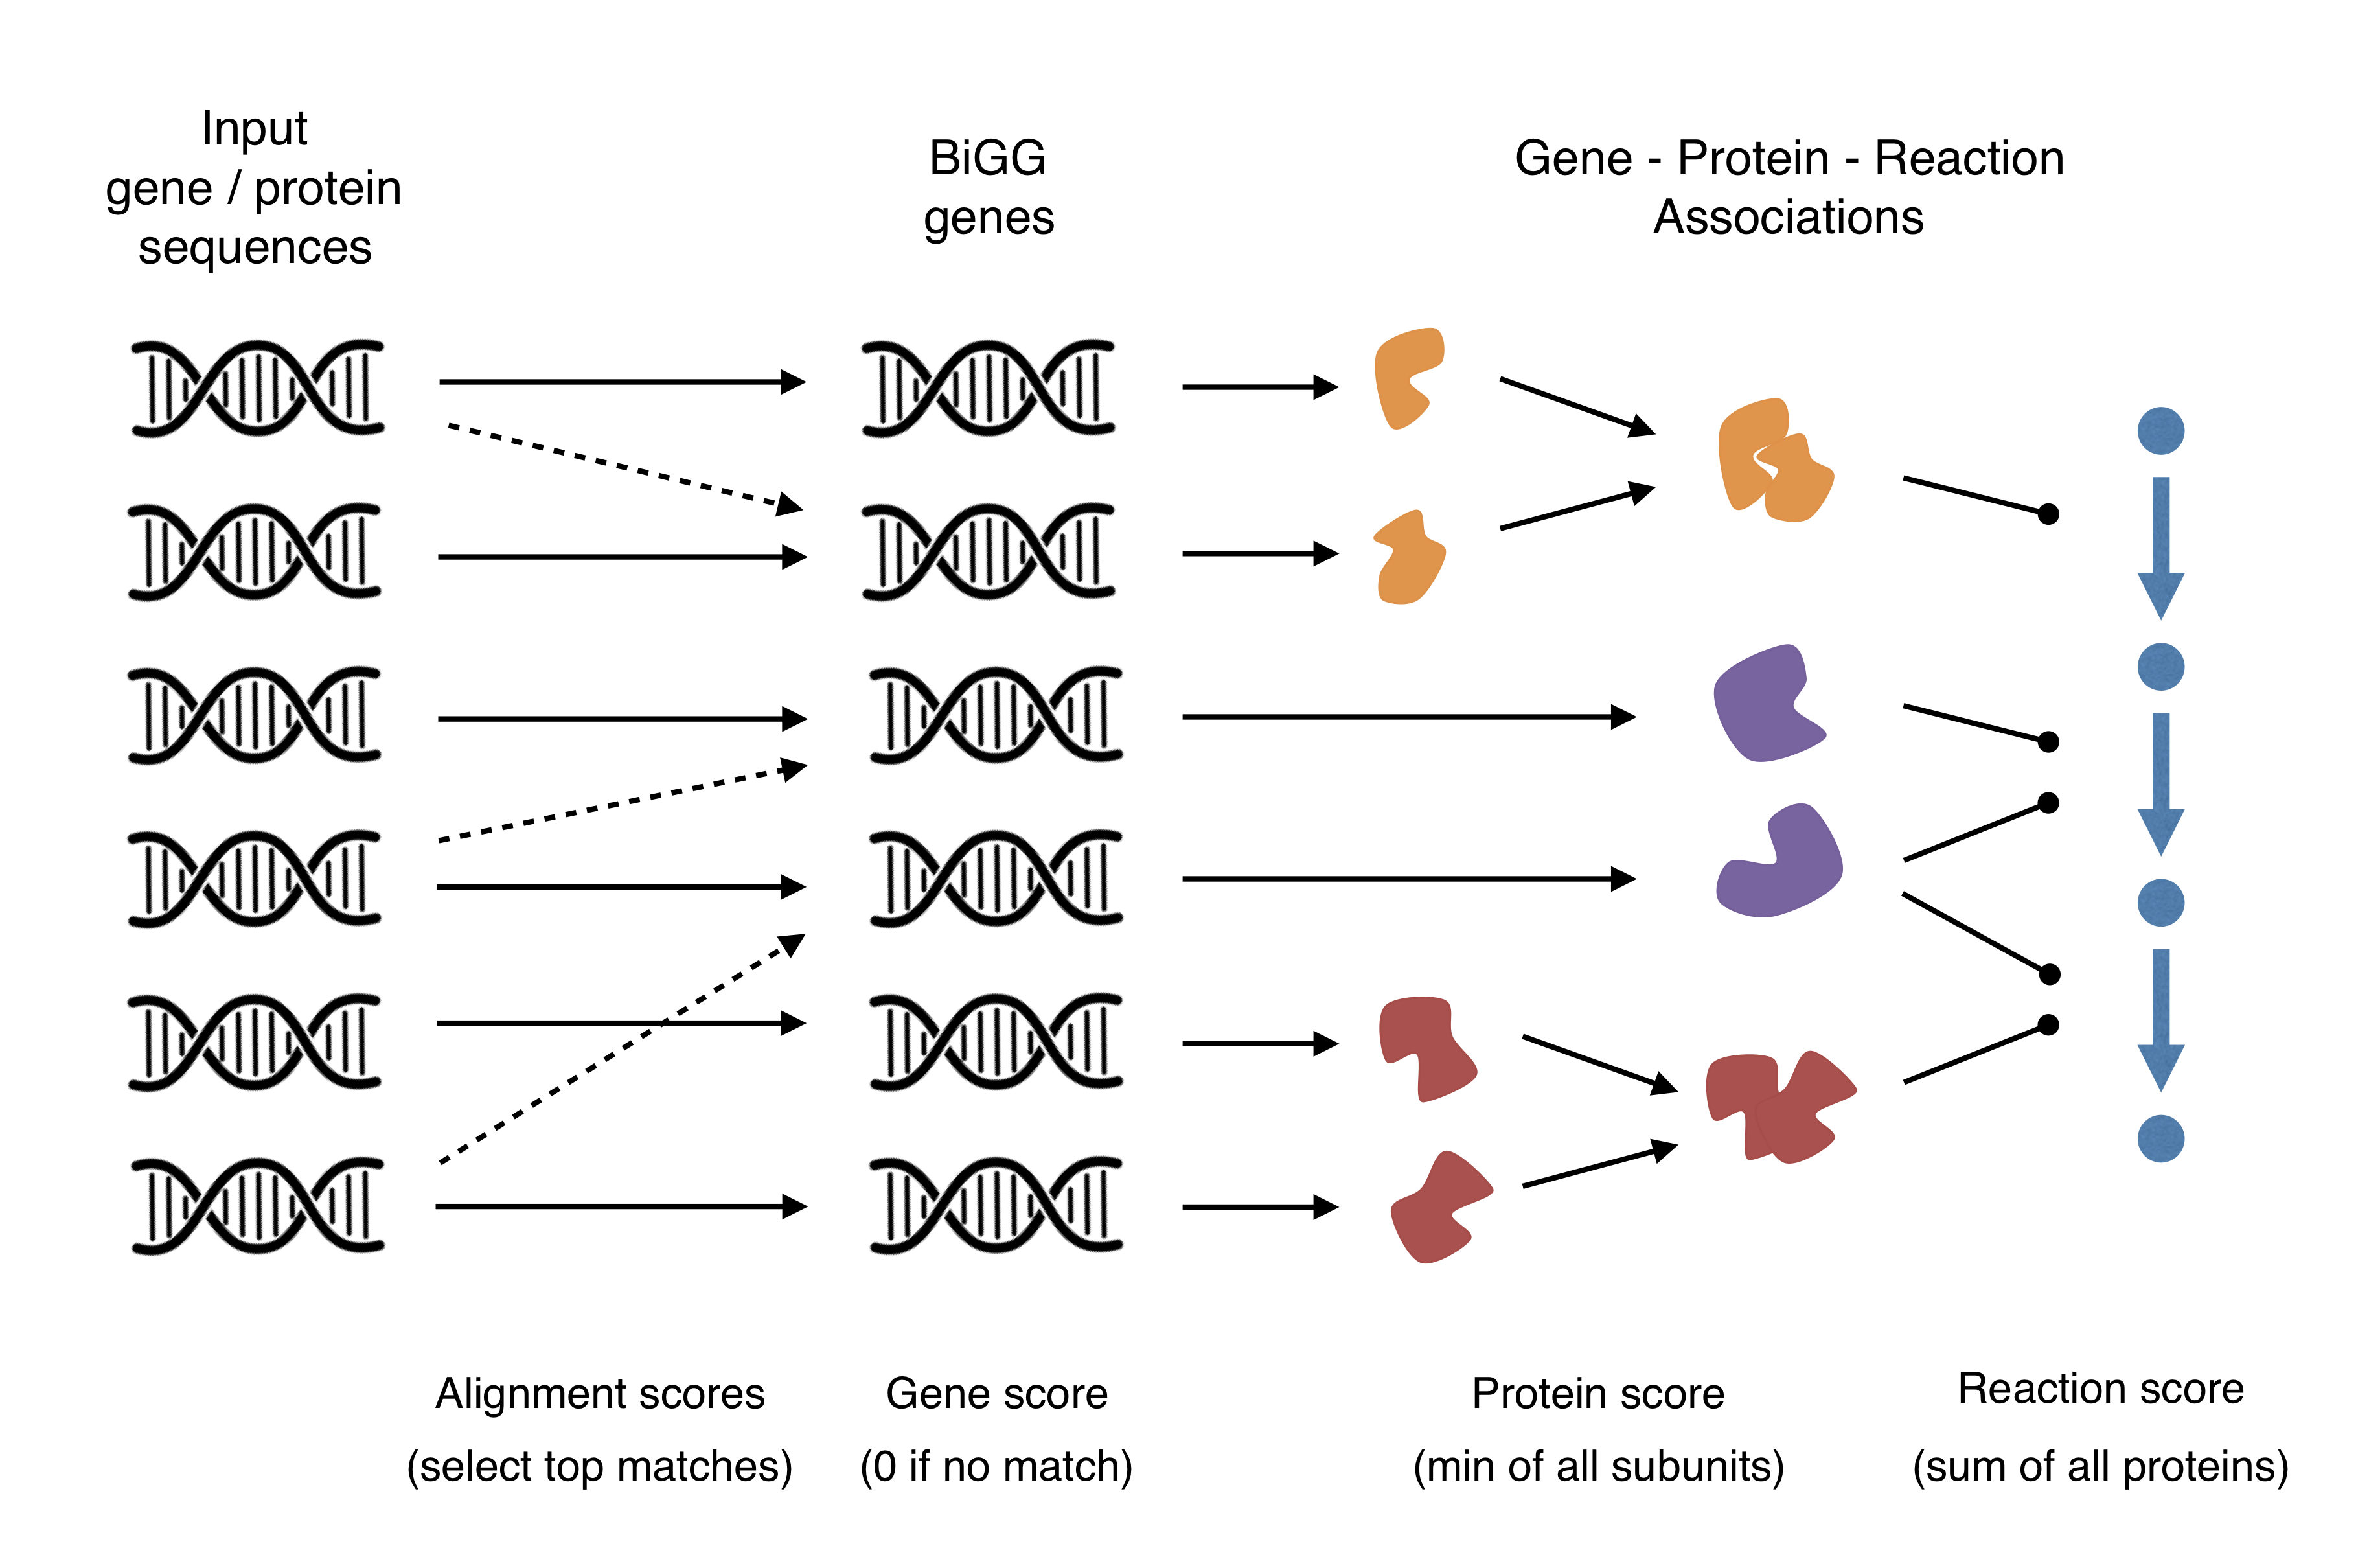 Input
gene / protein
sequences
BiGG
genes
Gene - Protein - Reaction
Associations
Alignment scores
(select top matches)
Gene score
(0 if no match)
Protein score
(min of all subunits)
Reaction score
(sum of all proteins)